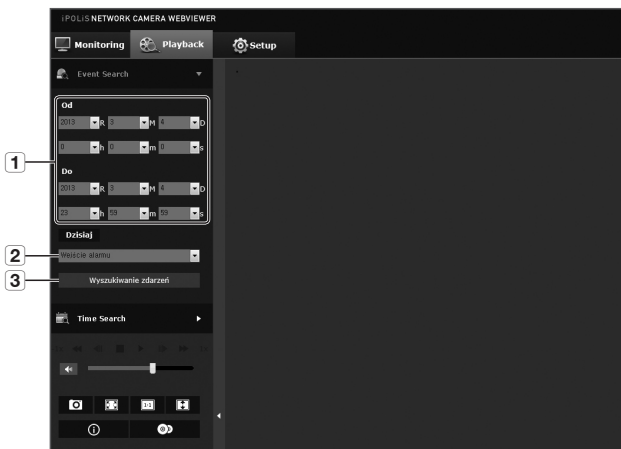 iPOLiS NETWORK CAMERA WEBVIEWER
Monitoring Playback Setup
Event Search
Od
2013 R 3 M 4 D
0 h 0 m 0 s
Do
2013 R 3 M 4 D
23 h 59 m 59 s
Dzisiaj
Wejście alarmu
Wyszukiwanie zdarzeń
Time Search
1:1
1
2
3